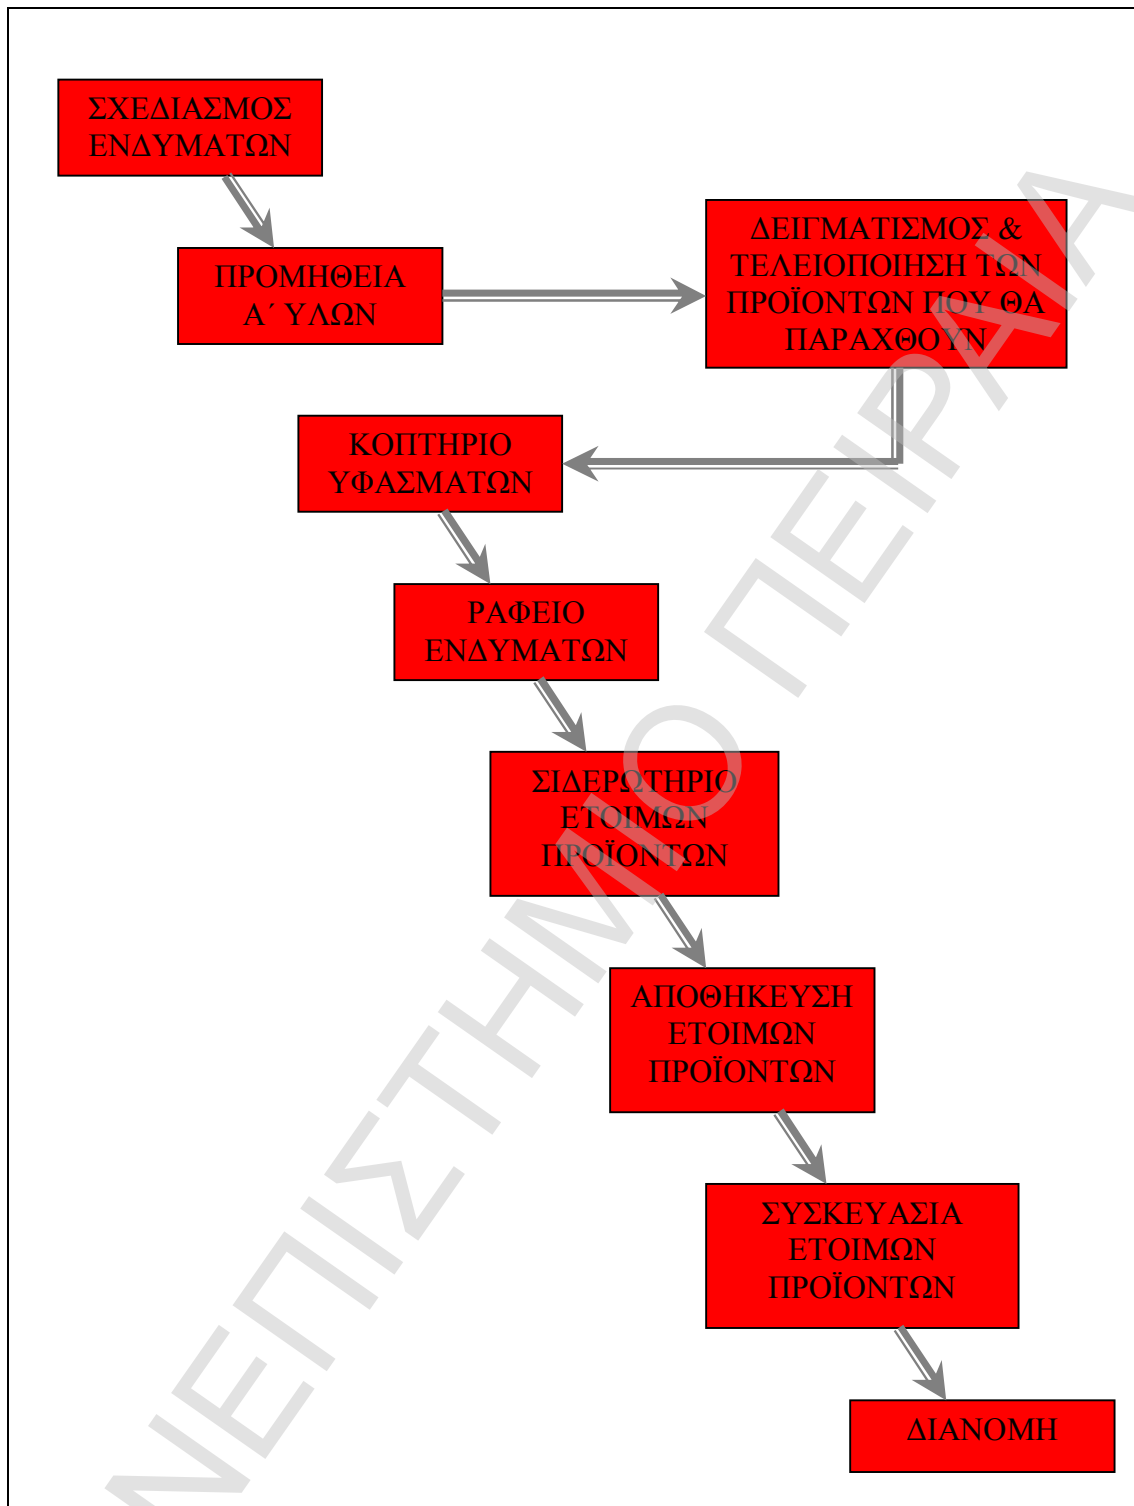 ΣΧΕΔΙΑΣΜΟΣ
ΕΝΔΥΜΑΤΩΝ
ΠΡΟΜΗΘΕΙΑ
Α΄ ΥΛΩΝ
ΔΕΙΓΜΑΤΙΣΜΟΣ &
ΤΕΛΕΙΟΠΟΙΗΣΗ ΤΩΝ
ΠΡΟΪΟΝΤΩΝ ΠΟΥ ΘΑ
ΠΑΡΑΧΘΟΥΝ
ΚΟΠΤΗΡΙΟ
ΥΦΑΣΜΑΤΩΝ
ΡΑΦΕΙΟ
ΕΝΔΥΜΑΤΩΝ
ΣΙΔΕΡΩΤΗΡΙΟ
ΕΤΟΙΜΩΝ
ΠΡΟΪΟΝΤΩΝ
ΑΠΟΘΗΚΕΥΣΗ
ΕΤΟΙΜΩΝ
ΠΡΟΪΟΝΤΩΝ
ΣΥΣΚΕΥΑΣΙΑ
ΕΤΟΙΜΩΝ
ΠΡΟΪΟΝΤΩΝ
ΔΙΑΝΟΜΗ
ΝΕΠΙΣΤΗΜΙΟ ΠΕΙΡΑΙΑ